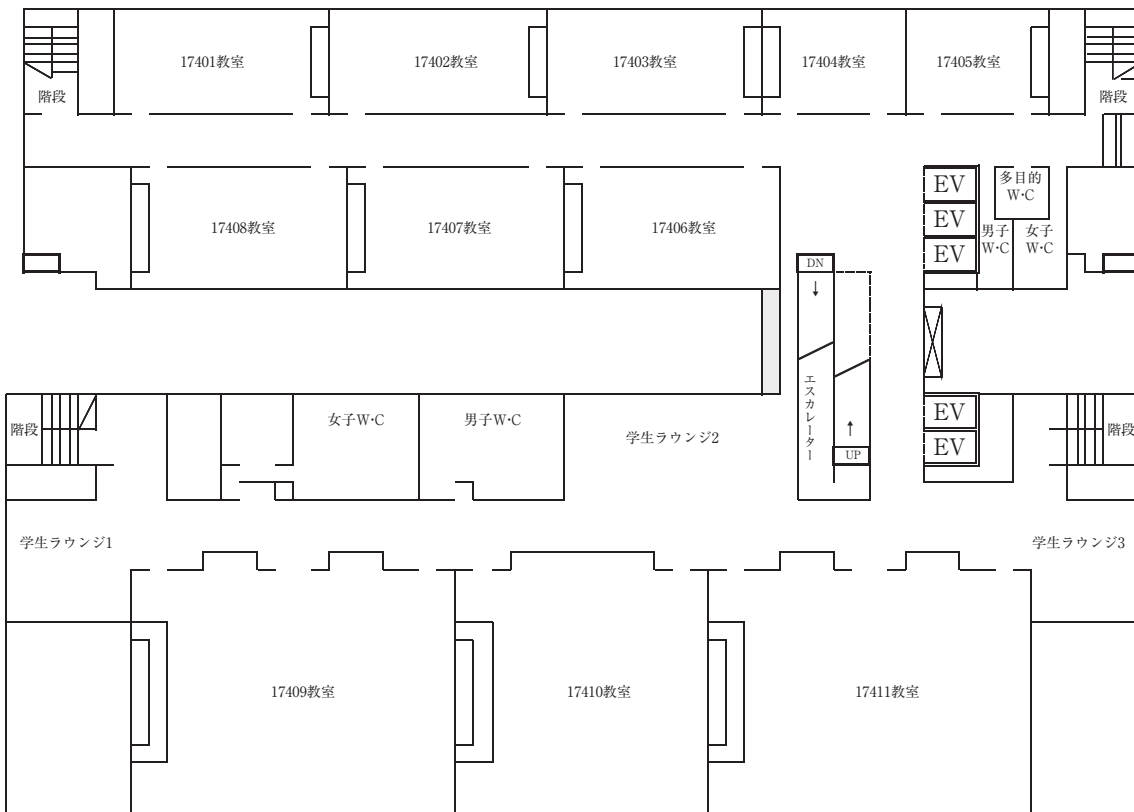 17401教室
17402教室
17403教室
17404教室
17405教室
階段
階段
EV
多目的
W・C
EV
男子
W・C
女子
W・C
EV
17408教室
17407教室
17406教室
DN
↓
エスカレーター
↑
UP
階段
女子W・C
男子W・C
学生ラウンジ2
EV
EV
階段
学生ラウンジ1
学生ラウンジ3
17409教室
17410教室
17411教室